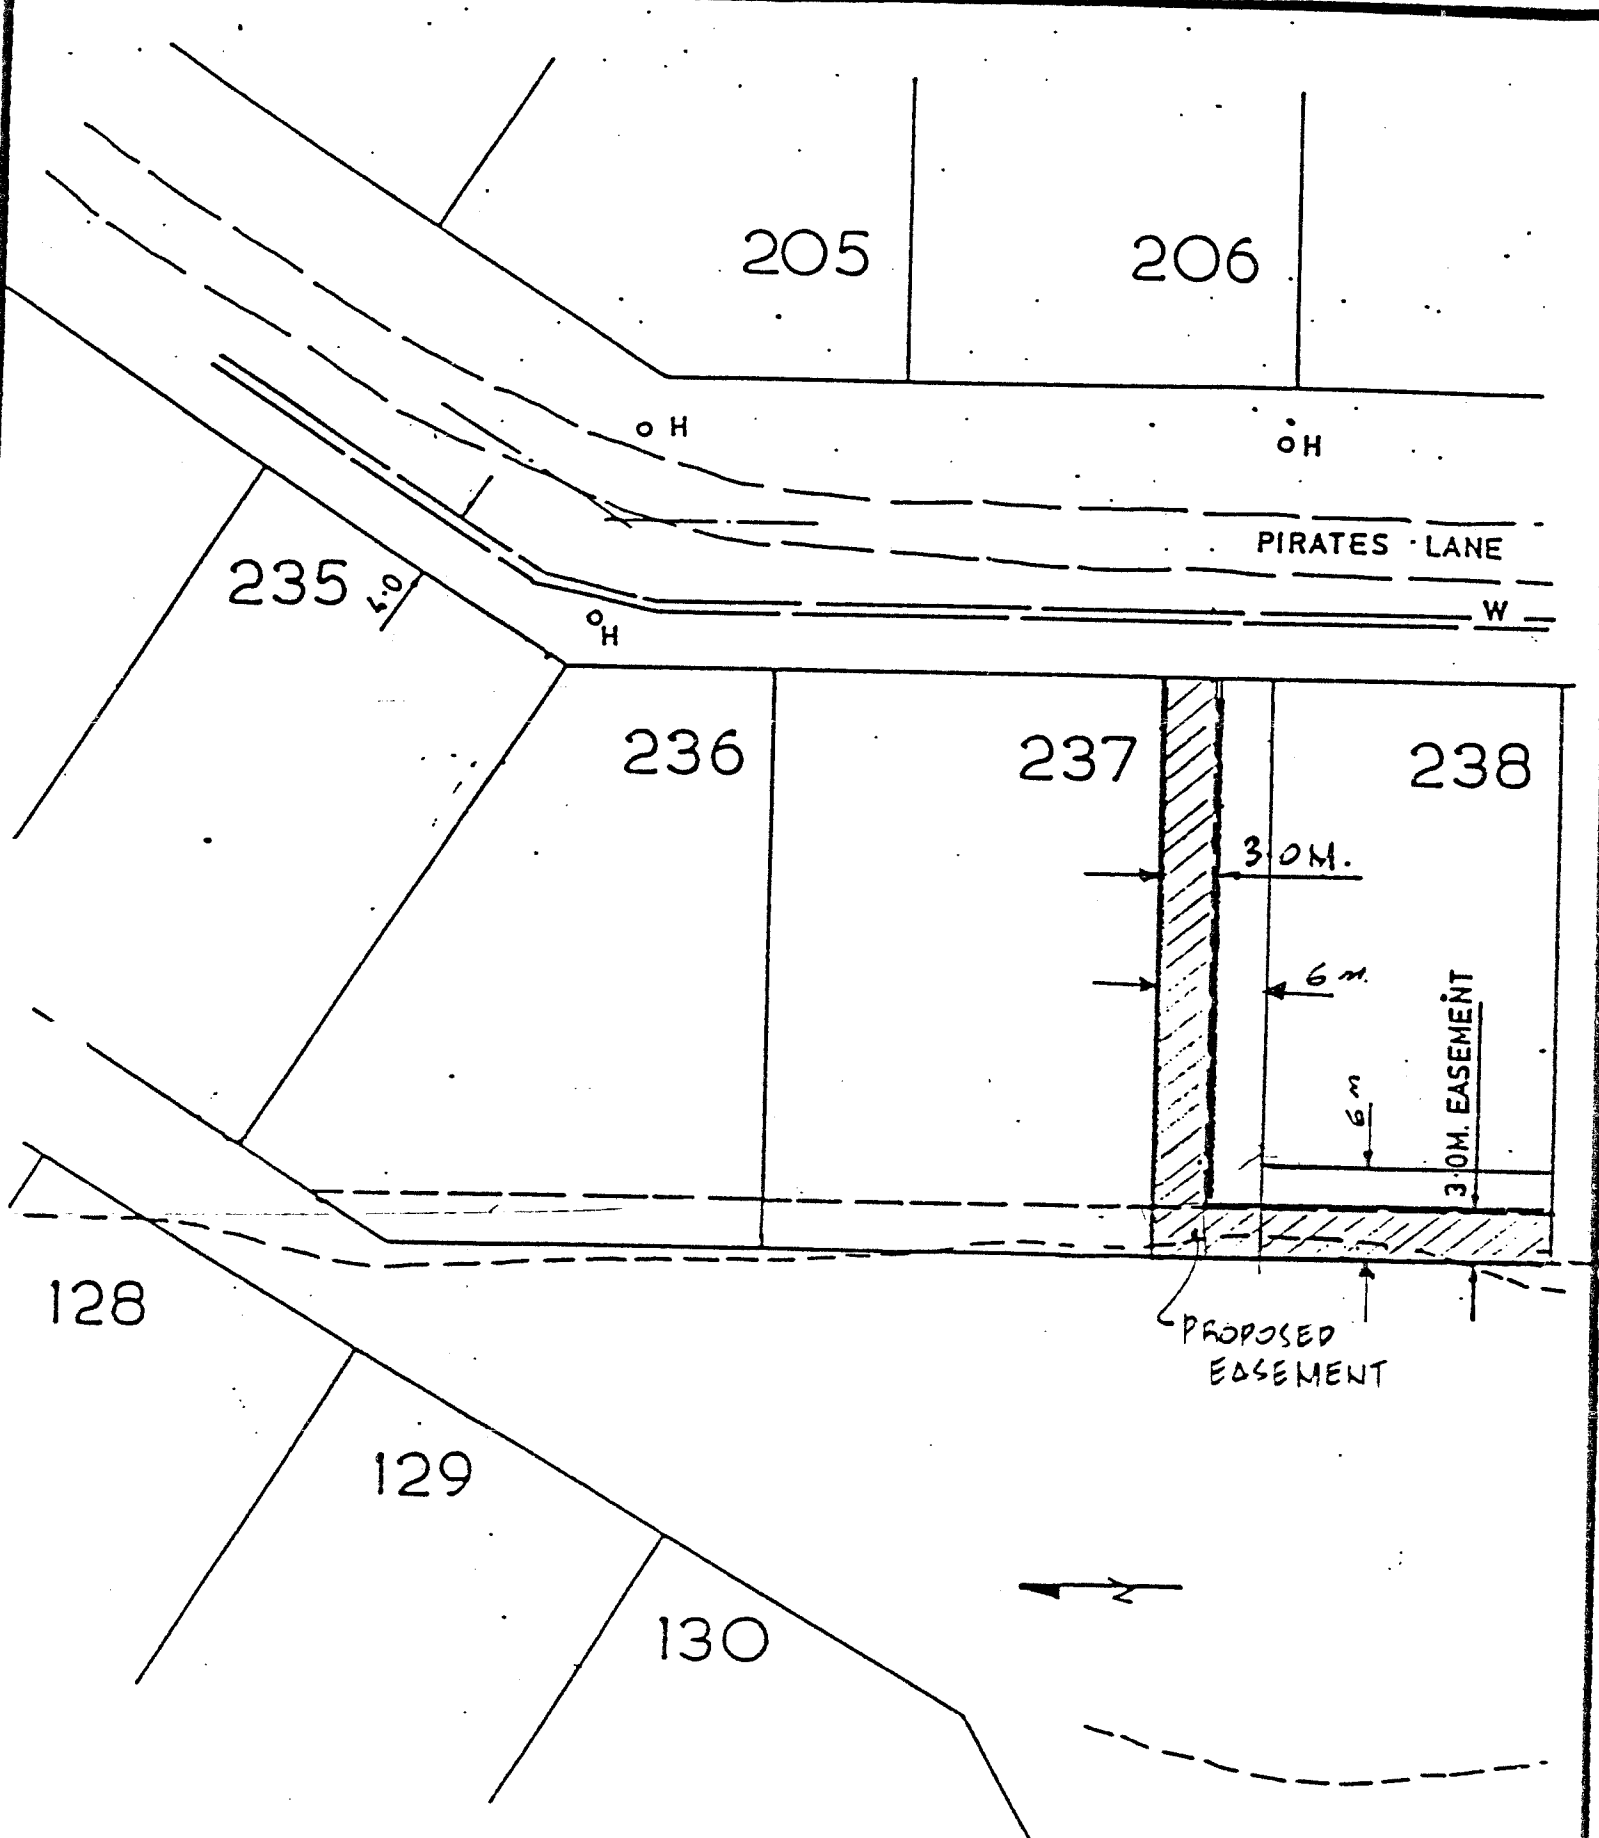 205
206
H
H
PIRATES LANE
235
4.0
W
H
236
237
238
3.0M.
6 m.
3.0M. EASEMENT
6 m
128
PROPOSED
EASEMENT
129
N
130